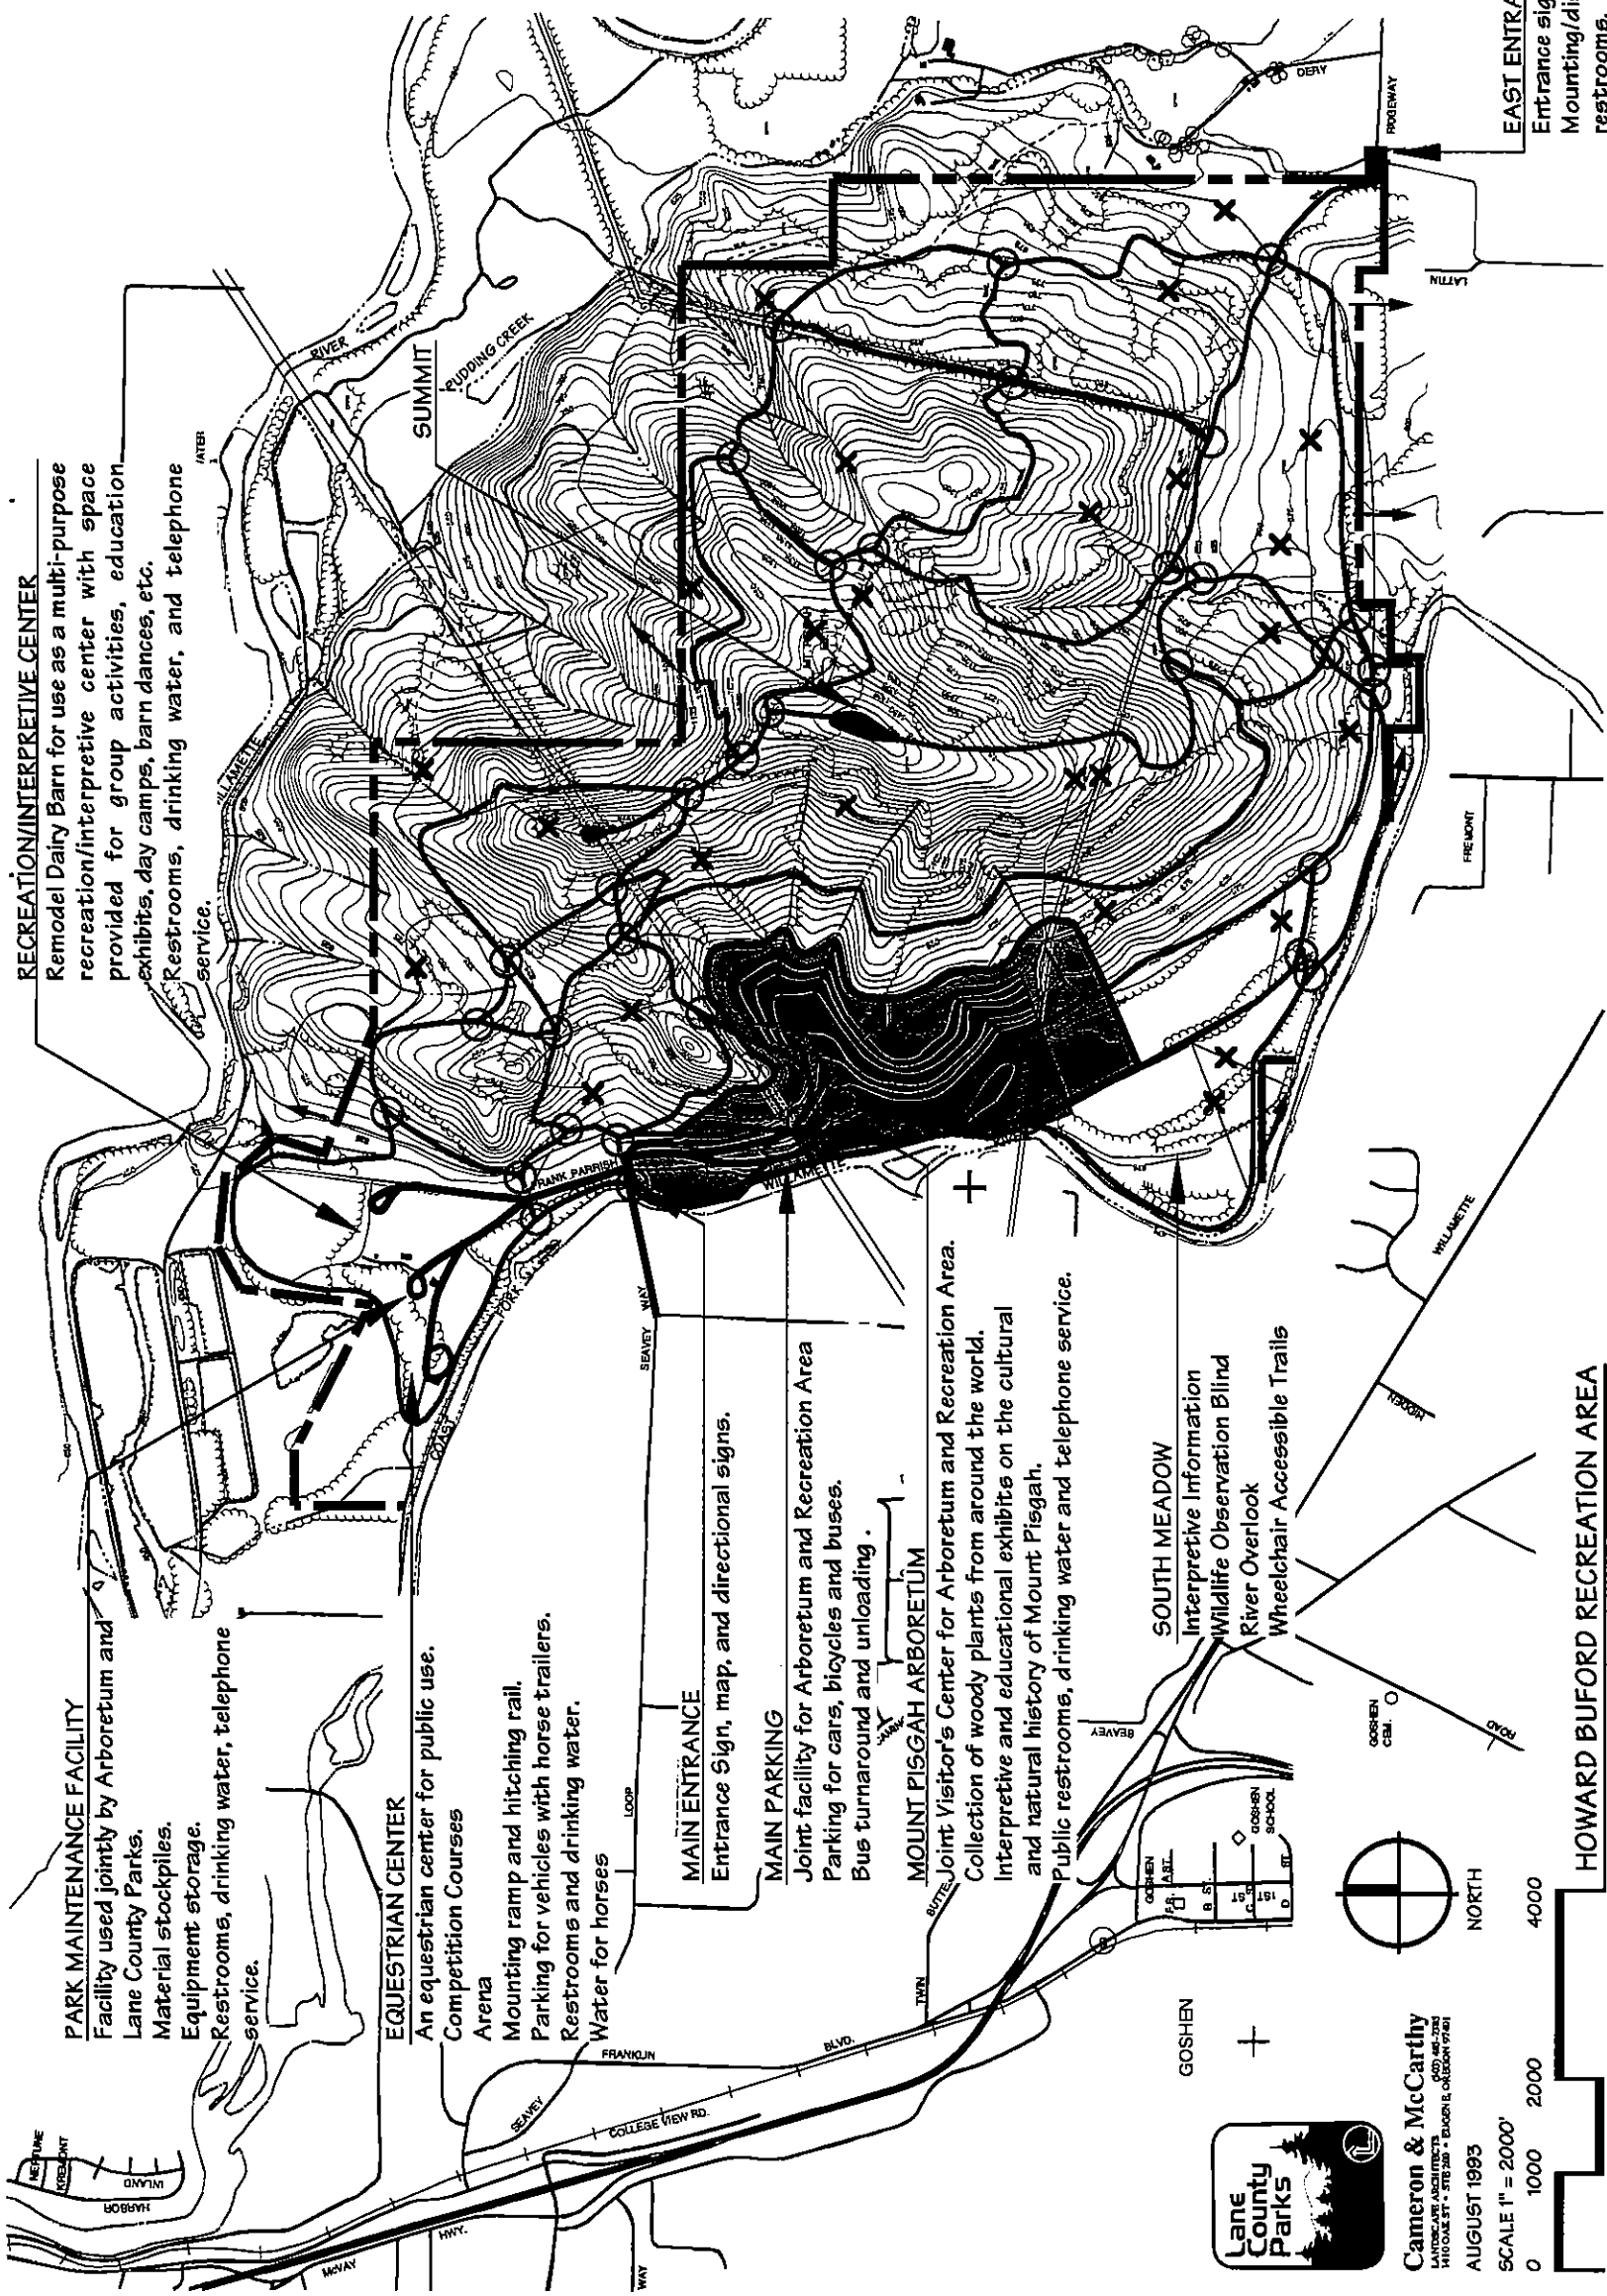 RECREATION/INTERPRETIVE CENTER
Remodel Dairy Barn for use as a multi-purpose
recreation/interpretive center with space
provided for group activities, education
exhibits, day camps, barn dances, etc.
Restrooms, drinking water, and telephone
service.
PARK MAINTENANCE FACILITY
Facility used jointly by Arboretum and
Lane County Parks.
Material stockpiles.
Equipment storage.
Restrooms, drinking water, telephone
service.
EQUESTRIAN CENTER
An equestrian center for public use.
Competition Courses
Arena
Mounting ramp and hitching rail.
Parking for vehicles with horse trailers.
Restrooms and drinking water.
Water for horses
MAIN ENTRANCE
Entrance Sign, map, and directional signs.
MAIN PARKING
Joint facility for Arboretum and Recreation Area
Parking for cars, bicycles and buses.
Bus turnaround and unloading.
MOUNT PISGAH ARBORETUM
Joint Visitor's Center for Arboretum and Recreation Area.
Collection of woody plants from around the world.
Interpretive and educational exhibits on the cultural
and natural history of Mount Pisgah.
Public restrooms, drinking water and telephone service.
SOUTH MEADOW
Interpretive Information
Wildlife Observation Blind
River Overlook
Wheelchair Accessible Trails
EAST ENTRA
Entrance sig
Mounting/dis
restrooms.
SUMMIT
PUDDING CREEK
RIVER
WILLAMETTE
FRANK PARRISH
COAST
FORK
SEAVEY
WAY
LOOP
RIDGEWAY
DERY
LATTIN
FREMONT
WILLAMETTE
HIDDEN
ROAD
SEAVEY
BUTTE
TWIN
BLVD.
FRANKLIN
SEAVEY
COLLEGE VIEW RD.
HWY.
McVAY
WAY
NEPTUNE
KREMONT
INLAND
HARBOR
GOSHEN
GOSHEN
F.S.
A ST.
B ST.
C ST
D ST
1ST
GOSHEN
SCHOOL
GOSHEN
CEM.
NORTH
Lane
County
Parks
Cameron & McCarthy
LANDSCAPE ARCHITECTS
AUGUST 1993
SCALE 1" = 2000'
0 1000 2000 4000
HOWARD BUFORD RECREATION AREA